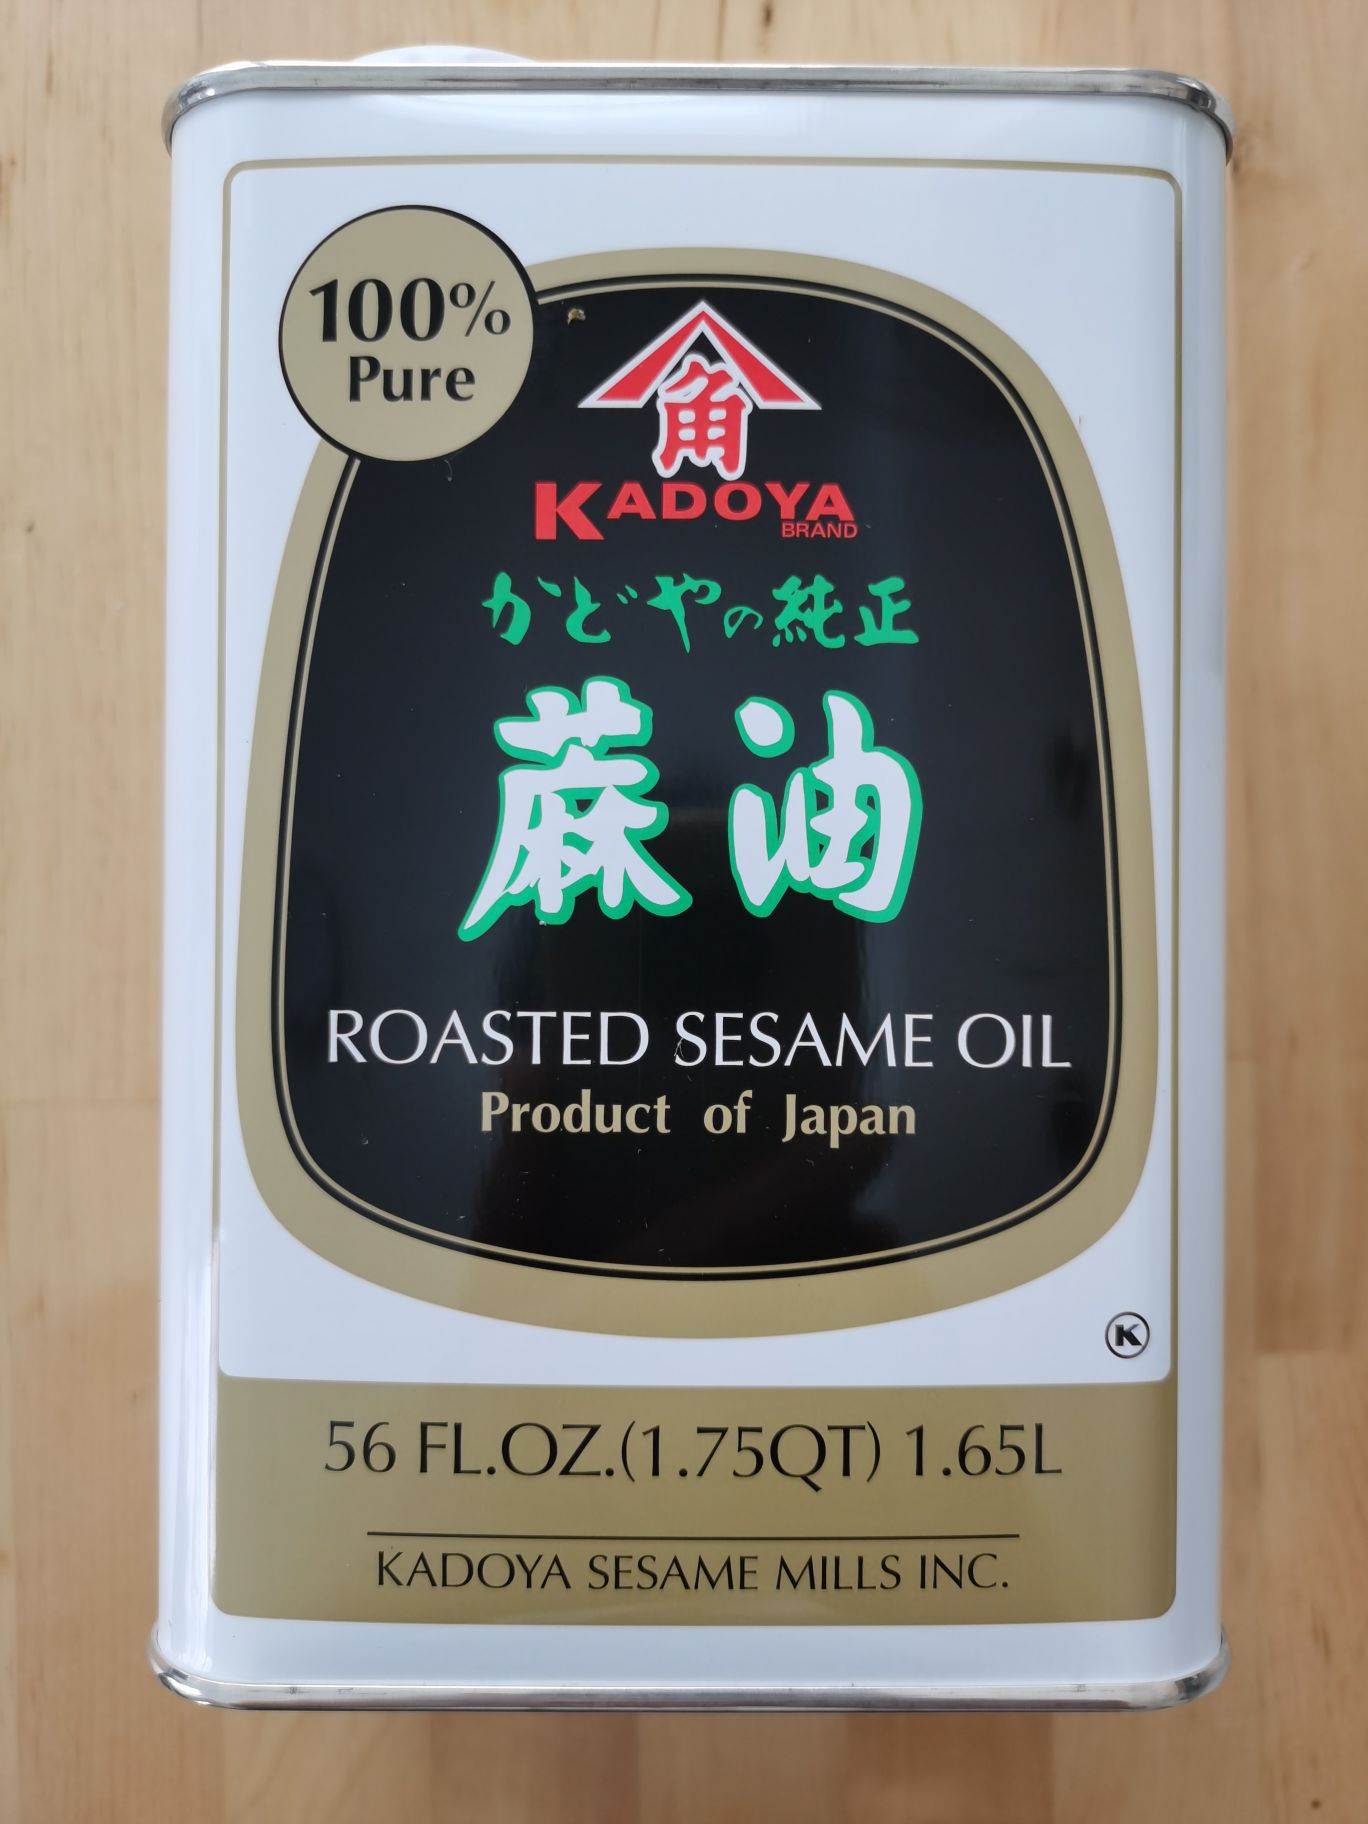 100%
Pure
角
KADOYA
BRAND
かどやの純正
蔴油
ROASTED SESAME OIL
Product of Japan
K
56 FL.OZ.(1.75QT) 1.65L
KADOYA SESAME MILLS INC.